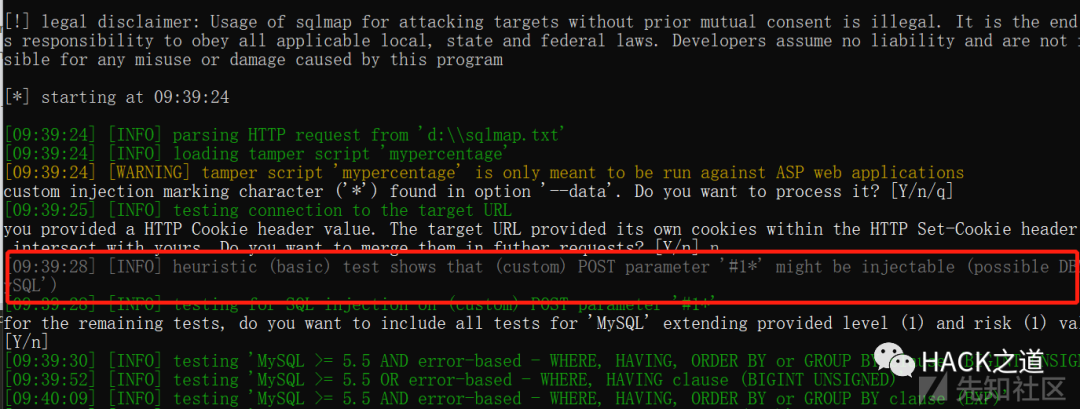 [!] legal disclaimer: Usage of sqlmap for attacking targets without prior mutual consent is illegal. It is the end
s responsibility to obey all applicable local, state and federal laws. Developers assume no liability and are not
sible for any misuse or damage caused by this program
[*] starting at 09:39:24
[09:39:24] [INFO] parsing HTTP request from 'd:\\sqlmap.txt'
[09:39:24] [INFO] loading tamper script 'mypercentage'
[09:39:24] [WARNING] tamper script 'mypercentage' is only meant to be run against ASP web applications
custom injection marking character ('*') found in option '--data'. Do you want to process it? [Y/n/q]
[09:39:25] [INFO] testing connection to the target URL
you provided a HTTP Cookie header value. The target URL provided its own cookies within the HTTP Set-Cookie header
intersect with yours. Do you want to merge them in futher requests? [Y/n] n
[09:39:28] [INFO] heuristic (basic) test shows that (custom) POST parameter '#1*' might be injectable (possible DB
SQL')
[09:39:28] [INFO] testing for SQL injection on (custom) POST parameter '#1*'
for the remaining tests, do you want to include all tests for 'MySQL' extending provided level (1) and risk (1) va
[Y/n]
[09:39:30] [INFO] testing 'MySQL >= 5.5 AND error-based - WHERE, HAVING, ORDER BY or GROUP BY clause (BIGINT UNSIG
[09:39:52] [INFO] testing 'MySQL >= 5.5 OR error-based - WHERE, HAVING clause (BIGINT UNSIGNED)'
[09:40:09] [INFO] testing 'MySQL >= 5.5 AND error-based - WHERE, HAVING, ORDER BY or GROUP BY clause (EXP)'
HACK之道
先知社区